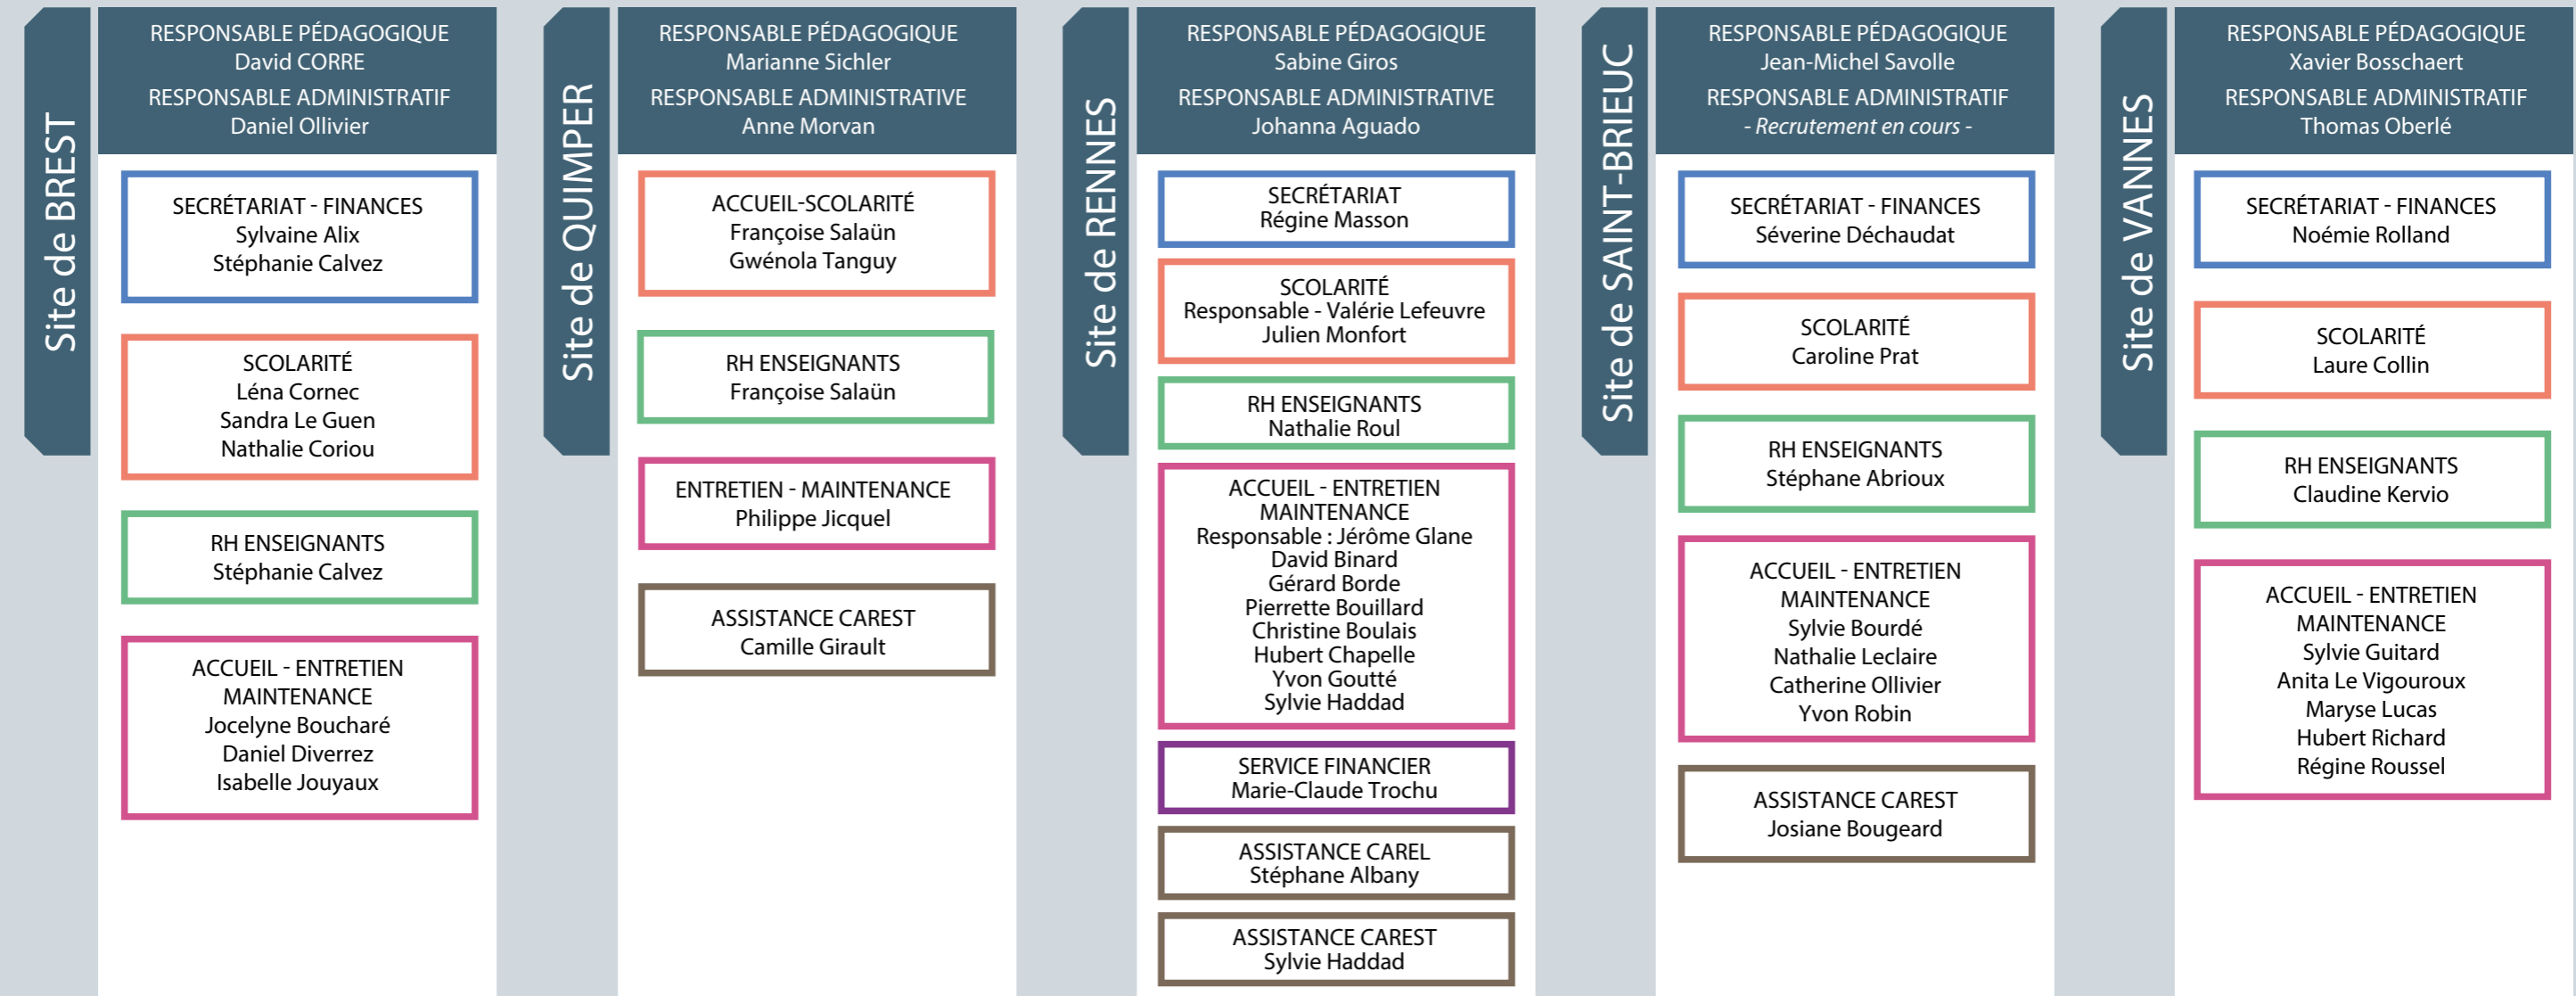 Site de BREST
RESPONSABLE PÉDAGOGIQUE
David CORRE
RESPONSABLE ADMINISTRATIF
Daniel Ollivier
SECRÉTARIAT - FINANCES
Sylvaine Alix
Stéphanie Calvez
SCOLARITÉ
Léna Cornec
Sandra Le Guen
Nathalie Coriou
RH ENSEIGNANTS
Stéphanie Calvez
ACCUEIL - ENTRETIEN
MAINTENANCE
Jocelyne Boucharé
Daniel Diverrez
Isabelle Jouyaux
Site de QUIMPER
RESPONSABLE PÉDAGOGIQUE
Marianne Sichler
RESPONSABLE ADMINISTRATIVE
Anne Morvan
ACCUEIL-SCOLARITÉ
Françoise Salaün
Gwénola Tanguy
RH ENSEIGNANTS
Françoise Salaün
ENTRETIEN - MAINTENANCE
Philippe Jicquel
ASSISTANCE CAREST
Camille Girault
Site de RENNES
RESPONSABLE PÉDAGOGIQUE
Sabine Giros
RESPONSABLE ADMINISTRATIVE
Johanna Aguado
SECRÉTARIAT
Régine Masson
SCOLARITÉ
Responsable - Valérie Lefeuvre
Julien Monfort
RH ENSEIGNANTS
Nathalie Roul
ACCUEIL - ENTRETIEN
MAINTENANCE
Responsable : Jérôme Glane
David Binard
Gérard Borde
Pierrette Bouillard
Christine Boulais
Hubert Chapelle
Yvon Goutté
Sylvie Haddad
SERVICE FINANCIER
Marie-Claude Trochu
ASSISTANCE CAREL
Stéphane Albany
ASSISTANCE CAREST
Sylvie Haddad
Site de SAINT-BRIEUC
RESPONSABLE PÉDAGOGIQUE
Jean-Michel Savolle
RESPONSABLE ADMINISTRATIF
- Recrutement en cours -
SECRÉTARIAT - FINANCES
Séverine Déchaudat
SCOLARITÉ
Caroline Prat
RH ENSEIGNANTS
Stéphane Abrioux
ACCUEIL - ENTRETIEN
MAINTENANCE
Sylvie Bourdé
Nathalie Leclaire
Catherine Ollivier
Yvon Robin
ASSISTANCE CAREST
Josiane Bougeard
Site de VANNES
RESPONSABLE PÉDAGOGIQUE
Xavier Bosschaert
RESPONSABLE ADMINISTRATIF
Thomas Oberlé
SECRÉTARIAT - FINANCES
Noémie Rolland
SCOLARITÉ
Laure Collin
RH ENSEIGNANTS
Claudine Kervio
ACCUEIL - ENTRETIEN
MAINTENANCE
Sylvie Guitard
Anita Le Vigouroux
Maryse Lucas
Hubert Richard
Régine Roussel